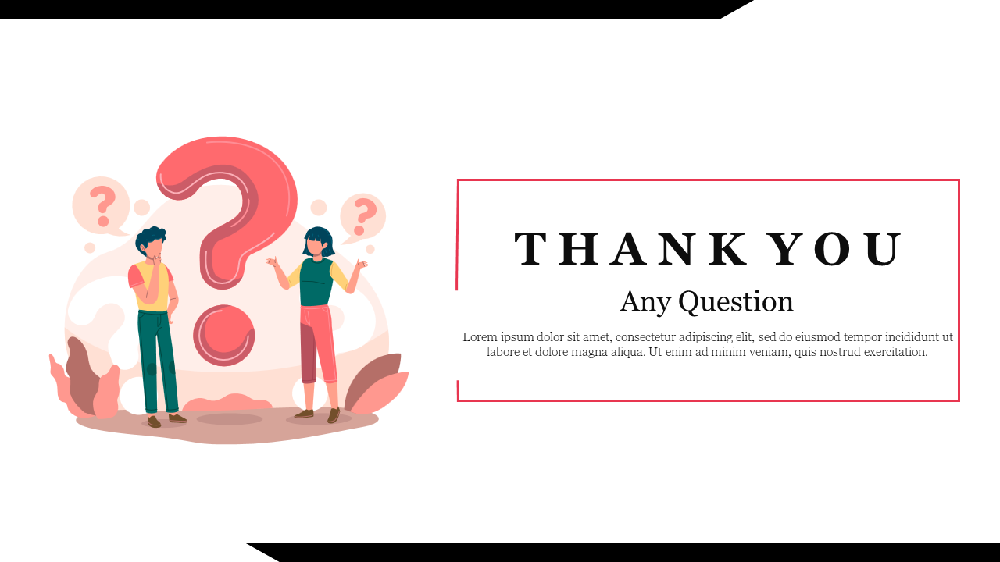 ?
?
?
THANK YOU
Any Question
Lorem ipsum dolor sit amet, consectetur adipiscing elit, sed do eiusmod tempor incididunt ut
labore et dolore magna aliqua. Ut enim ad minim veniam, quis nostrud exercitation.